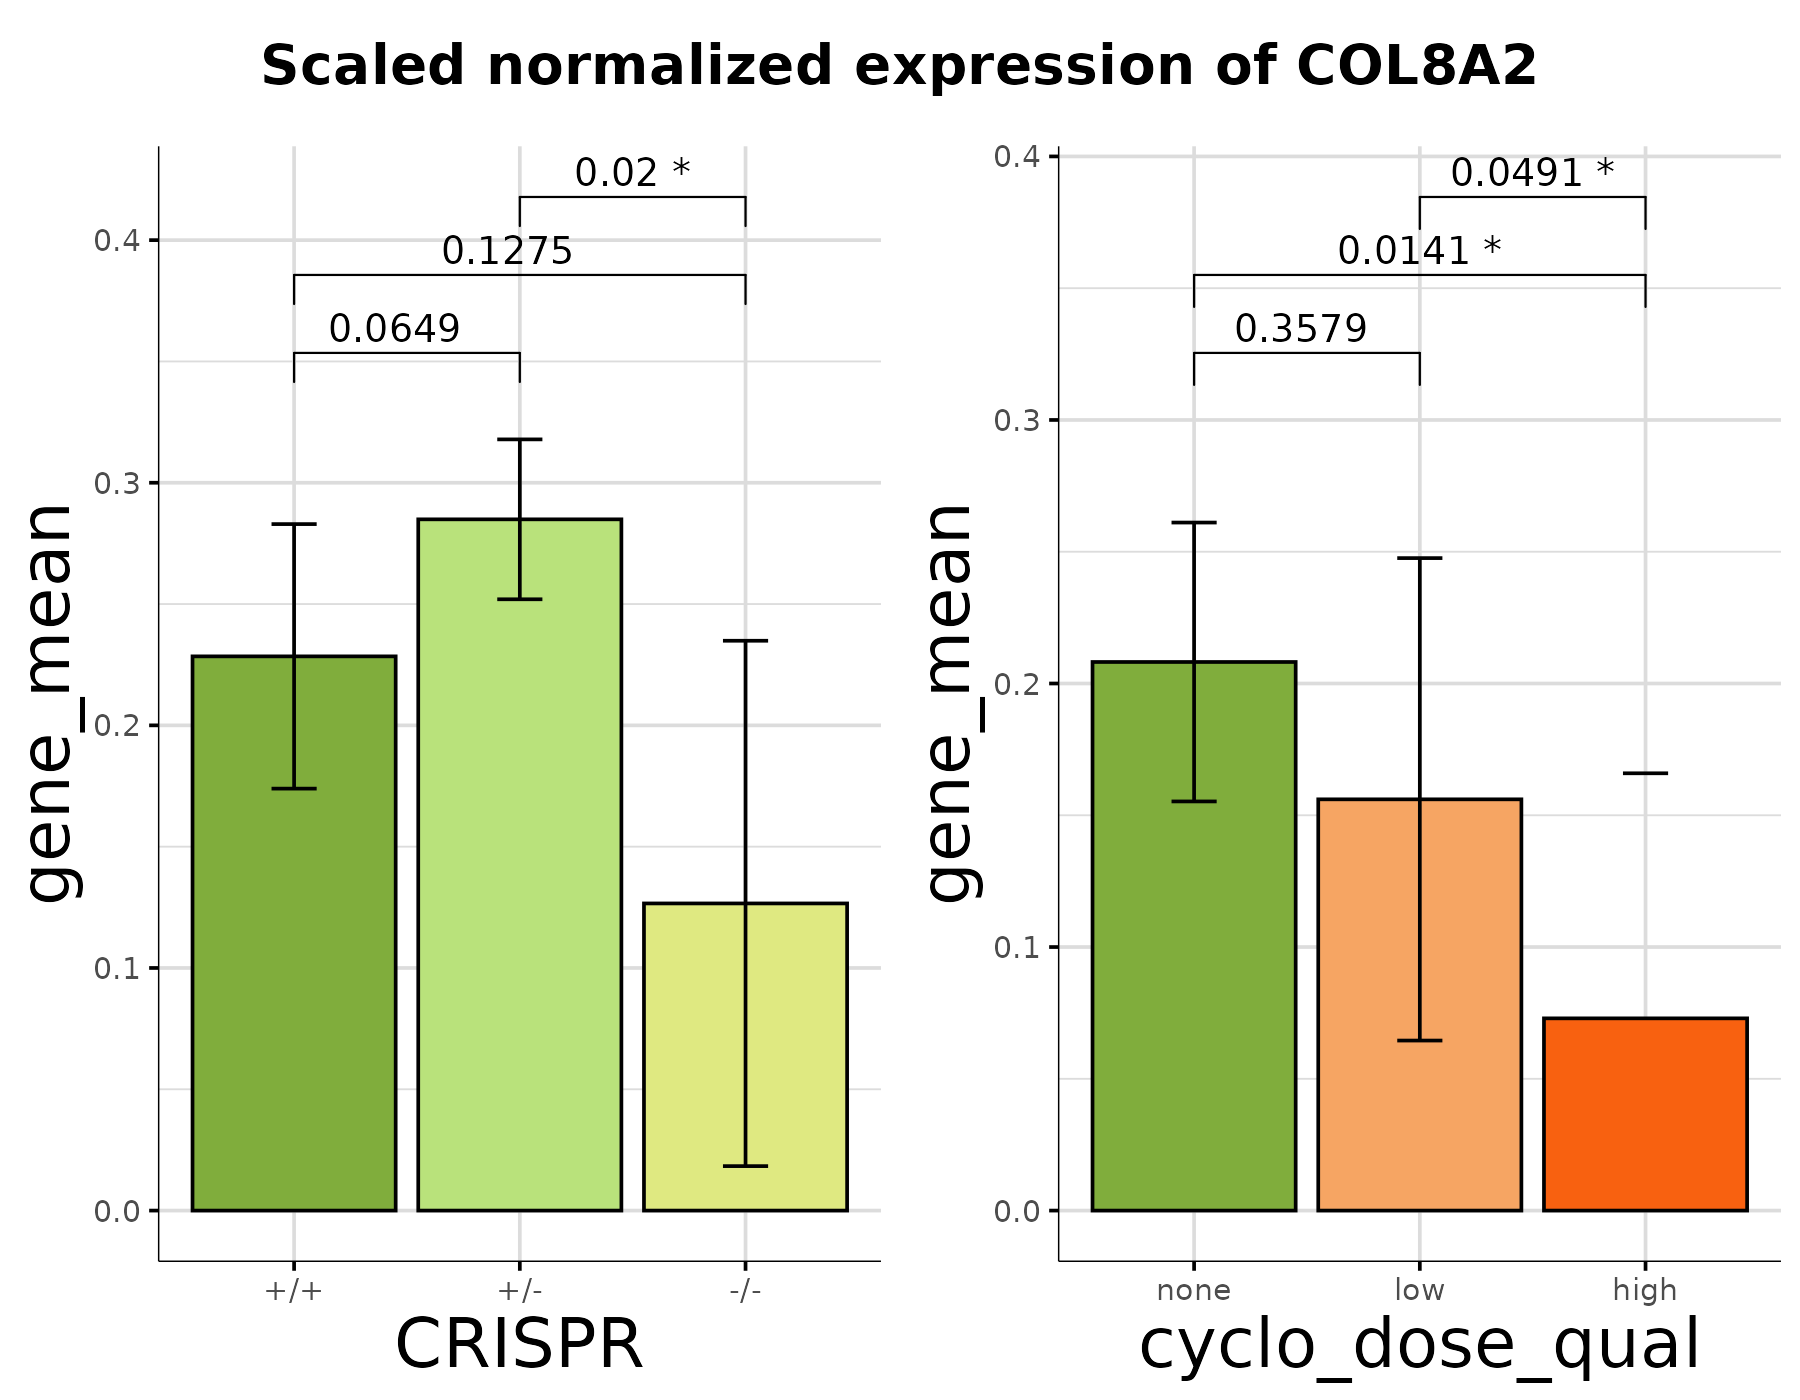 Scaled normalized expression of COL8A2
gene_mean
0.4
0.3
0.2
0.1
0.0
0.02 *
0.1275
0.0649
+/+ +/- -/-
CRISPR
gene_mean
0.4
0.3
0.2
0.1
0.0
0.0491 *
0.0141 *
0.3579
none low high
cyclo_dose_qual